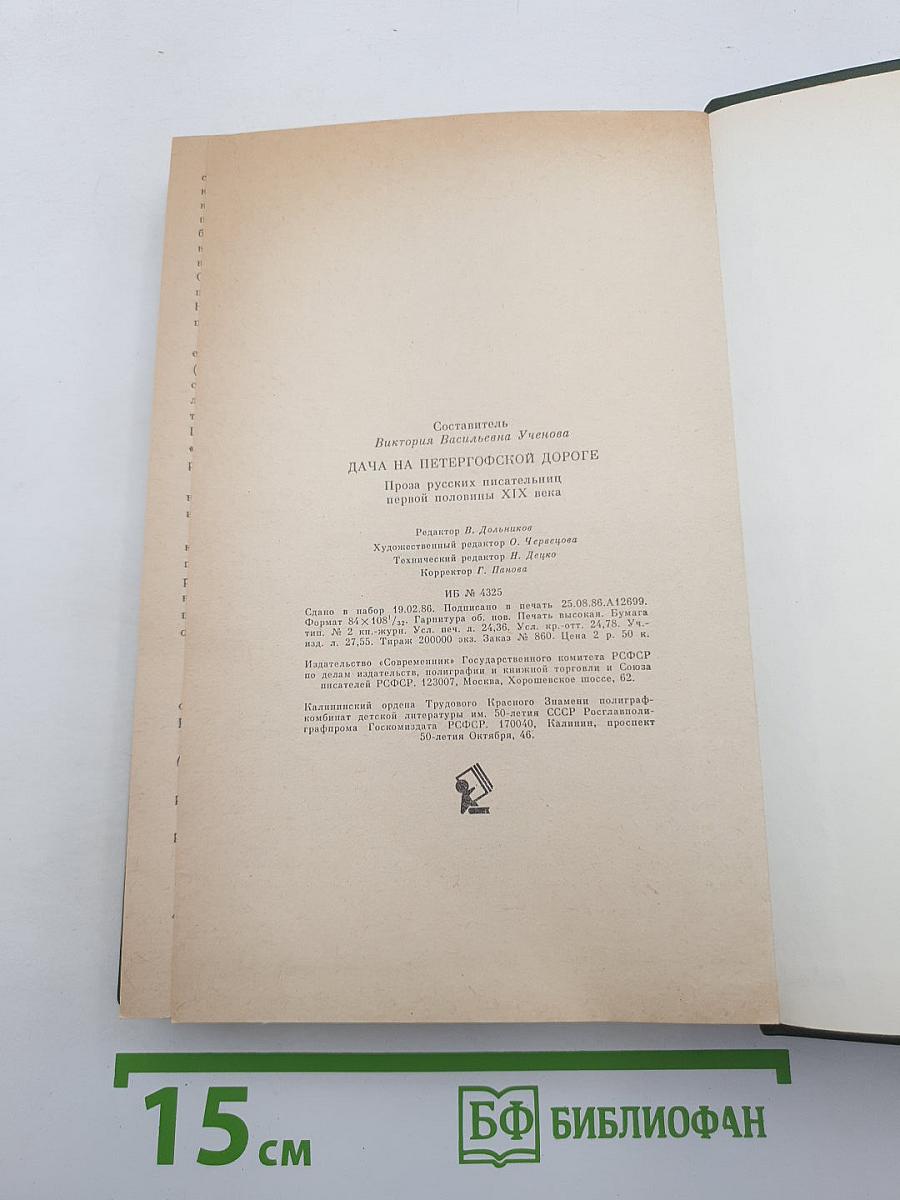 Составитель
Виктория Васильевна Ученова
ДАЧА НА ПЕТЕРГОФСКОЙ ДОРОГЕ
Проза русских писательниц
первой половины XIX века
Редактор В. Дольников
Художественный редактор О. Червецова
Технический редактор Н. Децко
Корректор Г. Панова
ИБ № 4325
Сдано в набор 19.02.86. Подписано в печать 25.08.86. А12699.
Формат 84×108¹/₃₂. Гарнитура об. нов. Печать высокая. Бумага
тип. № 2 кн.-журн. Усл. печ. л. 24,36. Усл. кр.-отт. 24,78. Уч.-
изд. л. 27,55. Тираж 200000 экз. Заказ № 860. Цена 2 р. 50 к.
Издательство «Современник» Государственного комитета РСФСР
по делам издательств, полиграфии и книжной торговли и Союза
писателей РСФСР. 123007, Москва, Хорошевское шоссе, 62.
Калининский ордена Трудового Красного Знамени полиграф-
комбинат детской литературы им. 50-летия СССР Росглавполи-
графпрома Госкомиздата РСФСР. 170040, Калинин, проспект
50-летия Октября, 46.
15 см
БФ БИБЛИОФАН